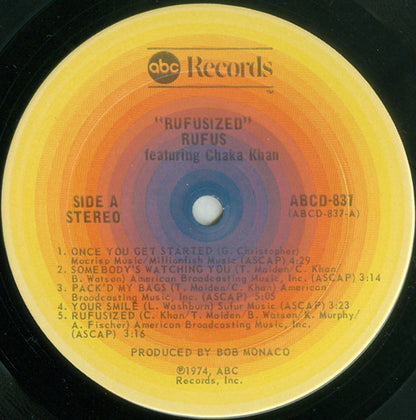 abc Records
TM
"RUFUSIZED"
RUFUS
featuring Chaka Khan
SIDE A
STEREO
ABCD-837
(ABCD-837-A)
1. ONCE YOU GET STARTED (G. Christopher)
Macrisp Music/Millionfish Music (ASCAP) 4:29
2. SOMEBODY'S WATCHING YOU (T. Maiden/C. Khan/
B. Watson) American Broadcasting Music, Inc. (ASCAP) 3:14
3. PACK'D MY BAGS (T. Maiden/C. Khan) American
Broadcasting Music, Inc. (ASCAP) 5:05
4. YOUR SMILE (L. Washburn) Sufur Music (ASCAP) 3:23
5. RUFUSIZED (C. Khan/T. Maiden/B. Watson/K. Murphy/
A. Fischer) American Broadcasting Music, Inc.
(ASCAP) 3:16
PRODUCED BY BOB MONACO
℗1974, ABC
Records, Inc.